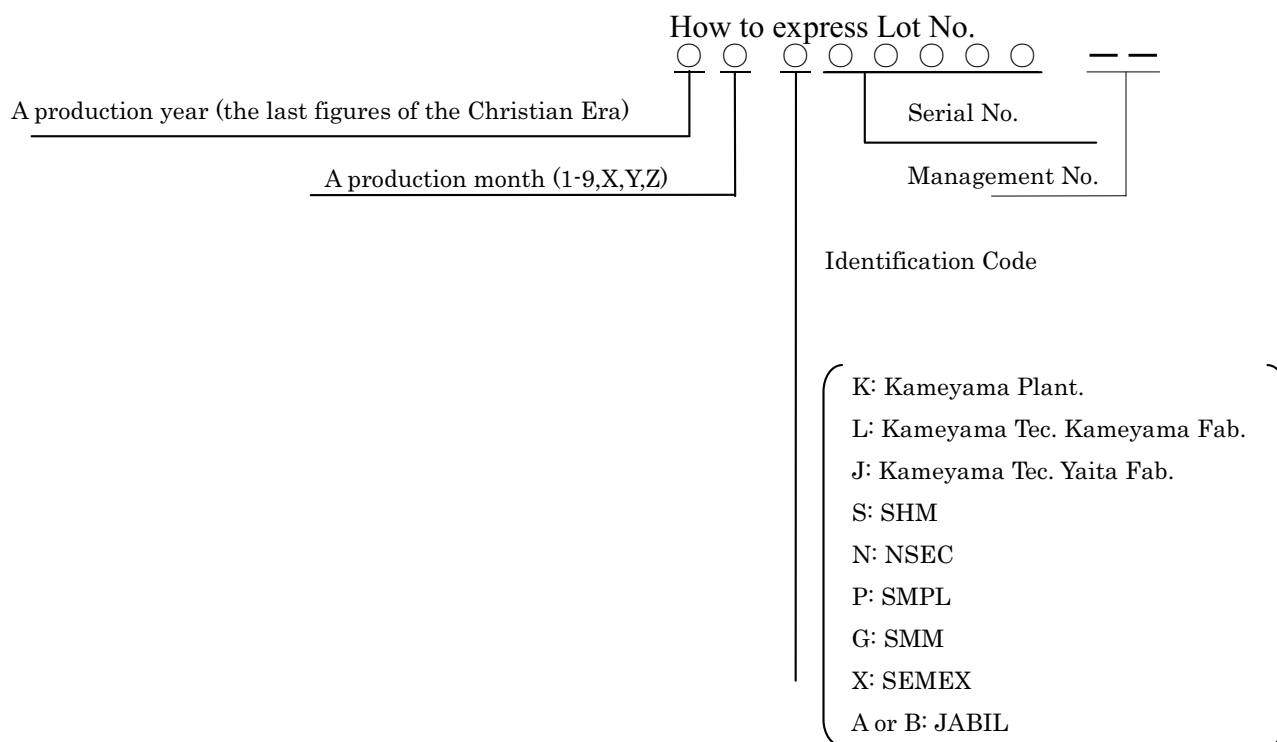 How to express Lot No.
○ ○ ○ ○ ○ ○ ○ ○ — —
A production year (the last figures of the Christian Era)
Serial No.
A production month (1-9,X,Y,Z)
Management No.
Identification Code
K: Kameyama Plant.
L: Kameyama Tec. Kameyama Fab.
J: Kameyama Tec. Yaita Fab.
S: SHM
N: NSEC
P: SMPL
G: SMM
X: SEMEX
A or B: JABIL